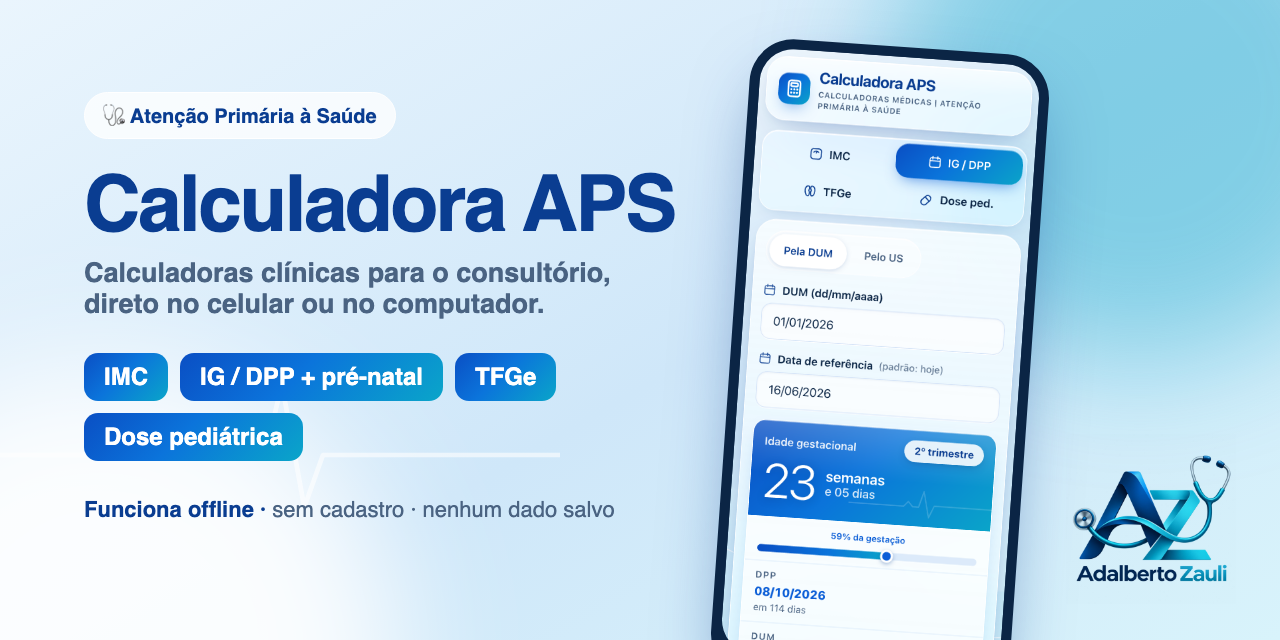 Atenção Primária à Saúde
Calculadora APS
Calculadoras clínicas para o consultório,
direto no celular ou no computador.
IMC
IG / DPP + pré-natal
TFGe
Dose pediátrica
Funciona offline · sem cadastro · nenhum dado salvo
Calculadora APS
CALCULADORAS MÉDICAS | ATENÇÃO
PRIMÁRIA À SAÚDE
IMC
IG / DPP
TFGe
Dose ped.
Pela DUM
Pelo US
DUM (dd/mm/aaaa)
01/01/2026
Data de referência (padrão: hoje)
16/06/2026
Idade gestacional
2º trimestre
23 semanas
e 05 dias
59% da gestação
DPP
08/10/2026
em 114 dias
DUM
AZ
Adalberto Zauli